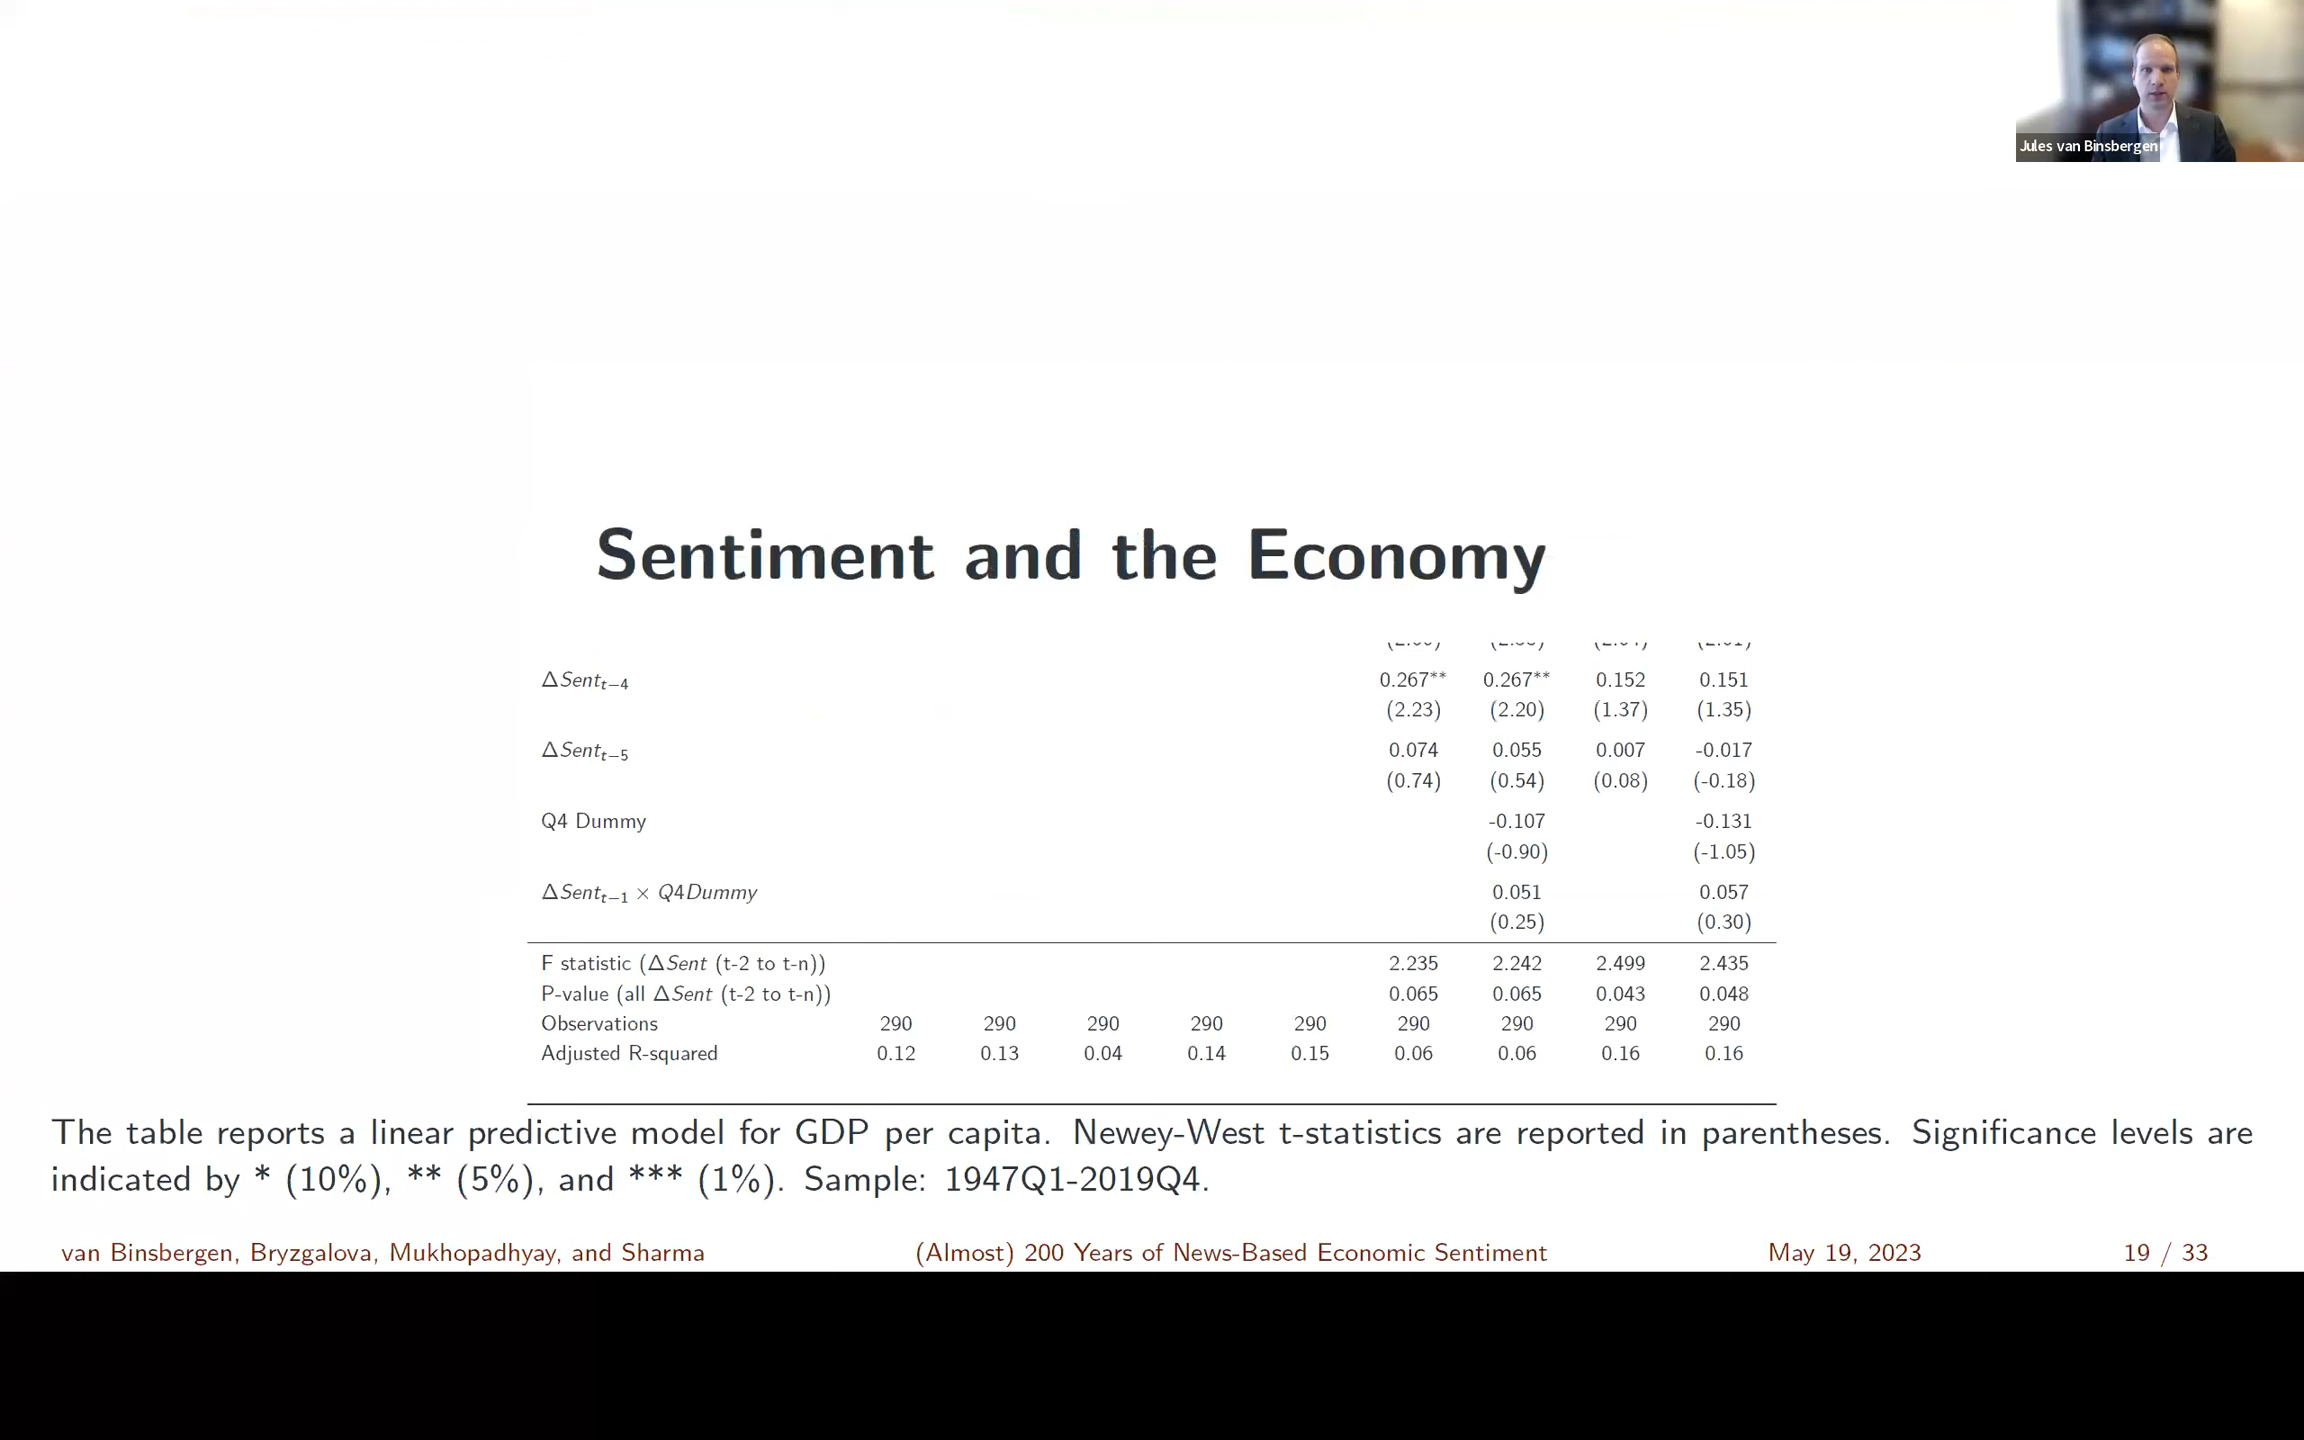 Jules van Binsbergen
Sentiment and the Economy
ΔSent_{t−4} 0.267** 0.267** 0.152 0.151
(2.23) (2.20) (1.37) (1.35)
ΔSent_{t−5} 0.074 0.055 0.007 -0.017
(0.74) (0.54) (0.08) (-0.18)
Q4 Dummy -0.107 -0.131
(-0.90) (-1.05)
ΔSent_{t−1} × Q4Dummy 0.051 0.057
(0.25) (0.30)
F statistic (ΔSent (t-2 to t-n)) 2.235 2.242 2.499 2.435
P-value (all ΔSent (t-2 to t-n)) 0.065 0.065 0.043 0.048
Observations 290 290 290 290 290 290 290 290 290
Adjusted R-squared 0.12 0.13 0.04 0.14 0.15 0.06 0.06 0.16 0.16
The table reports a linear predictive model for GDP per capita. Newey-West t-statistics are reported in parentheses. Significance levels are
indicated by * (10%), ** (5%), and *** (1%). Sample: 1947Q1-2019Q4.
van Binsbergen, Bryzgalova, Mukhopadhyay, and Sharma (Almost) 200 Years of News-Based Economic Sentiment May 19, 2023 19 / 33